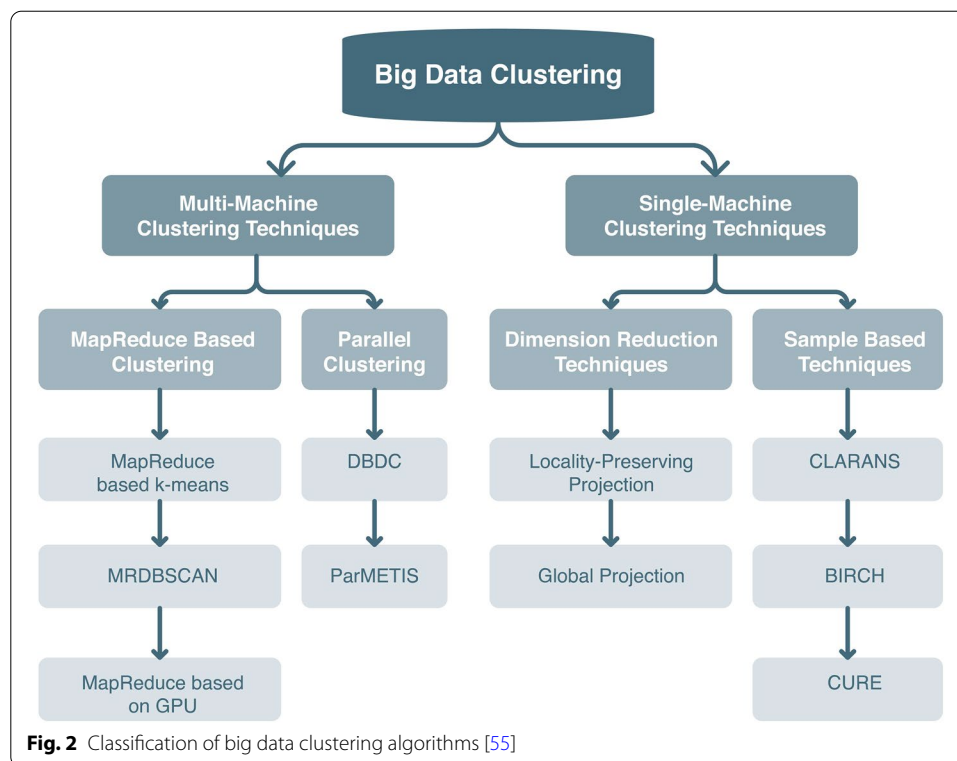 Big Data Clustering
Multi-Machine
Clustering Techniques
Single-Machine
Clustering Techniques
MapReduce Based
Clustering
Parallel
Clustering
Dimension Reduction
Techniques
Sample Based
Techniques
MapReduce
based k-means
DBDC
Locality-Preserving
Projection
CLARANS
MRDBSCAN
ParMETIS
Global Projection
BIRCH
MapReduce based
on GPU
CURE
Fig. 2 Classification of big data clustering algorithms [55]